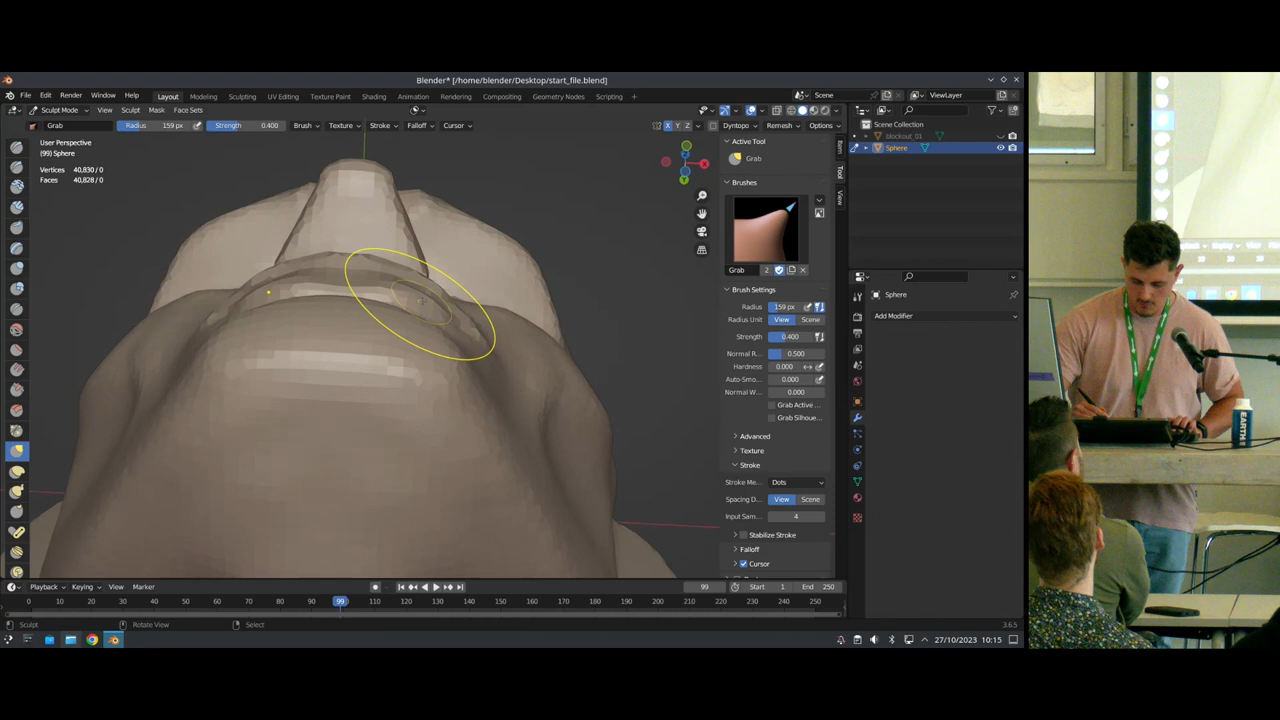 Blender* [/home/blender/Desktop/start_file.blend]
File Edit Render Window Help Layout Modeling Sculpting UV Editing Texture Paint Shading Animation Rendering Compositing Geometry Nodes Scripting + Scene ViewLayer
Sculpt Mode View Sculpt Mask Face Sets
Grab Radius 159 px Strength 0.400 Brush Texture Stroke Falloff Cursor X Y Z Dyntopo Remesh Options
User Perspective
(99) Sphere
Vertices 40,830 / 0
Faces 40,828 / 0
X
Y
Item
Tool
View
Active Tool
Grab
Brushes
Grab 2
Brush Settings
Radius 159 px
Radius Unit View Scene
Strength 0.400
Normal R... 0.500
Hardness 0.000
Auto-Smo... 0.000
Normal W... 0.000
Grab Active ...
Grab Silhoue...
Advanced
Texture
Stroke
Stroke Me... Dots
Spacing D... View Scene
Input Sam... 4
Stabilize Stroke
Falloff
Cursor
Scene Collection
blockout_01
Sphere
Sphere
Add Modifier
Playback Keying View Marker 99 Start 1 End 250
0 10 20 30 40 50 60 70 80 90 99 110 120 130 140 150 160 170 180 190 200 210 220 230 240 250
Sculpt Rotate View Select 3.6.5
27/10/2023 10:15
EARTH